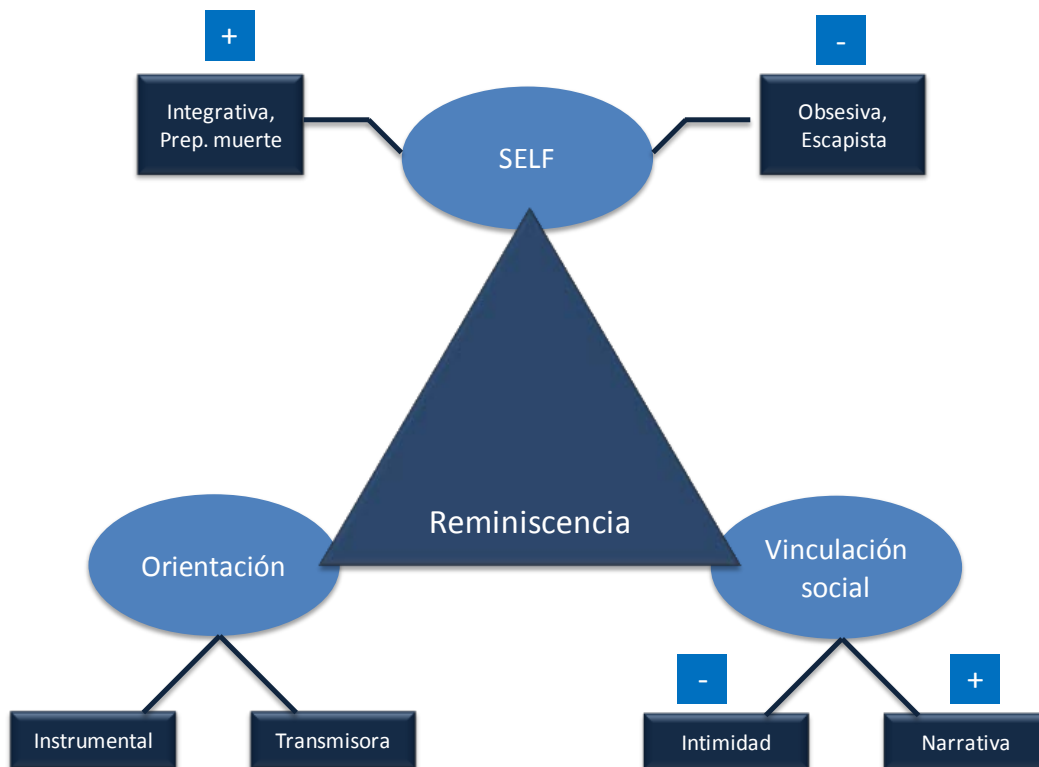 +
-
Integrativa,
Prep. muerte
Obsesiva,
Escapista
SELF
Reminiscencia
Orientación
Vinculación
social
-
+
Instrumental
Transmisora
Intimidad
Narrativa